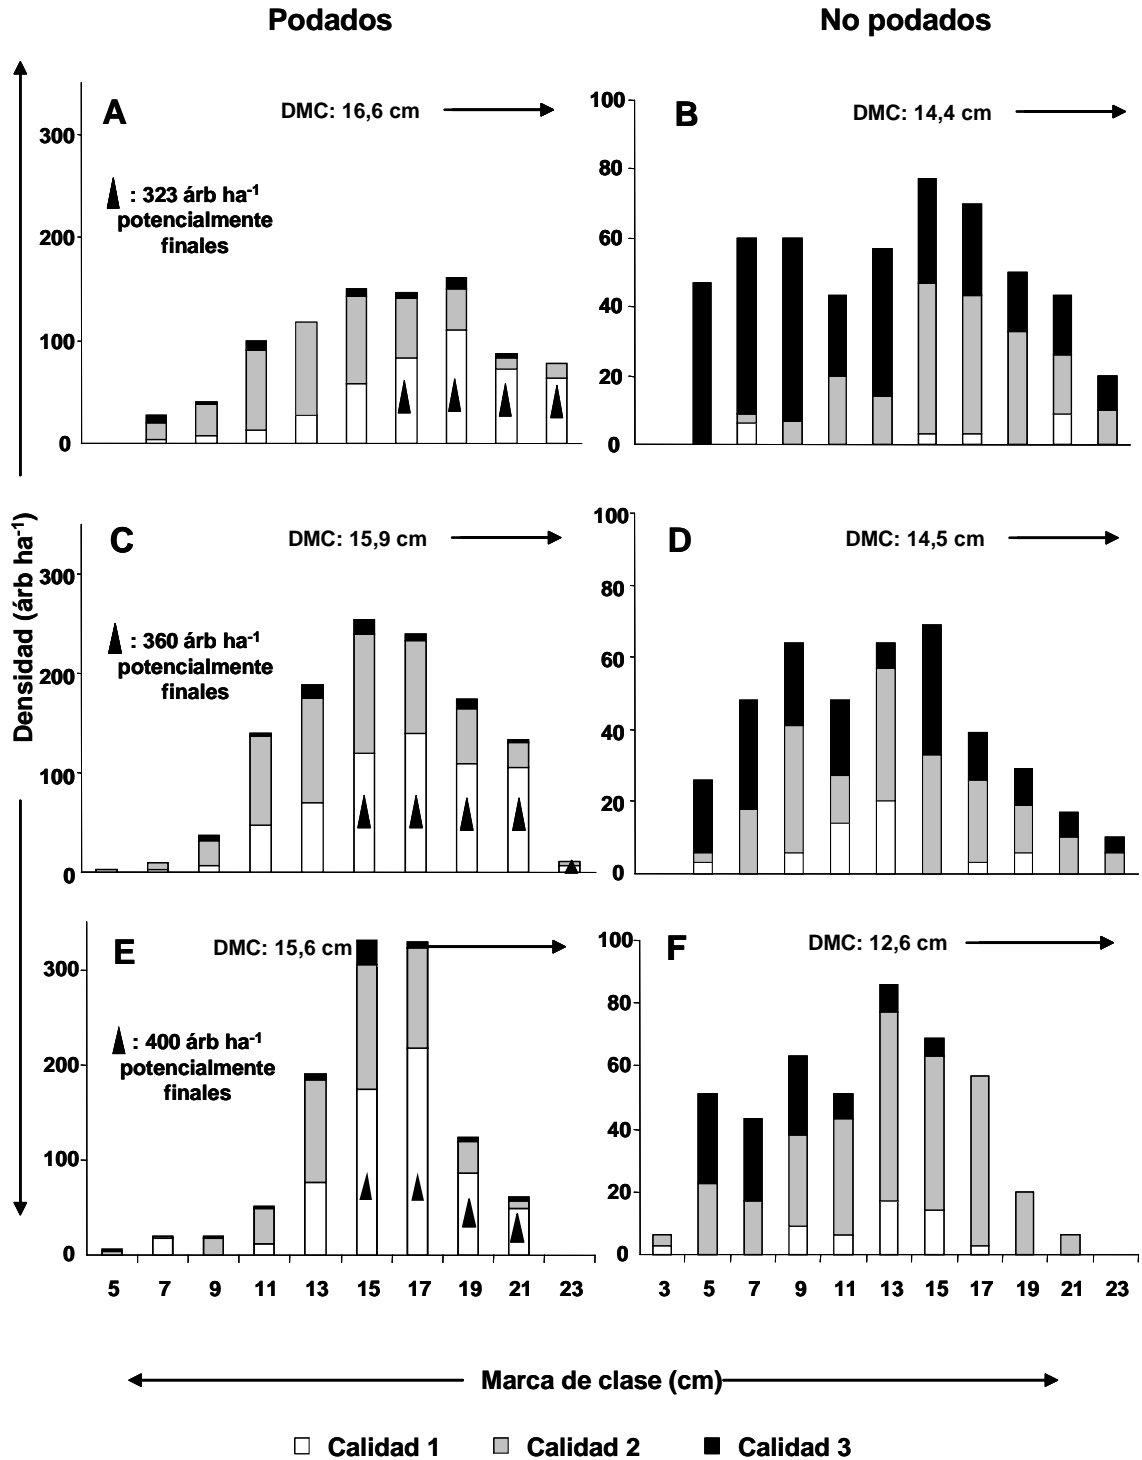 Podados
No podados
A
DMC: 16,6 cm
300
: 323 árb ha-1
potencialmente
finales
200
100
0
B
DMC: 14,4 cm
100
80
60
40
20
0
Densidad (árb ha-1)
C
DMC: 15,9 cm
300
: 360 árb ha-1
potencialmente
finales
200
100
0
D
DMC: 14,5 cm
100
80
60
40
20
0
E
DMC: 15,6 cm
300
: 400 árb ha-1
potencialmente
finales
200
100
0
5 7 9 11 13 15 17 19 21 23
F
DMC: 12,6 cm
100
80
60
40
20
0
3 5 7 9 11 13 15 17 19 21 23
Marca de clase (cm)
Calidad 1 Calidad 2 Calidad 3